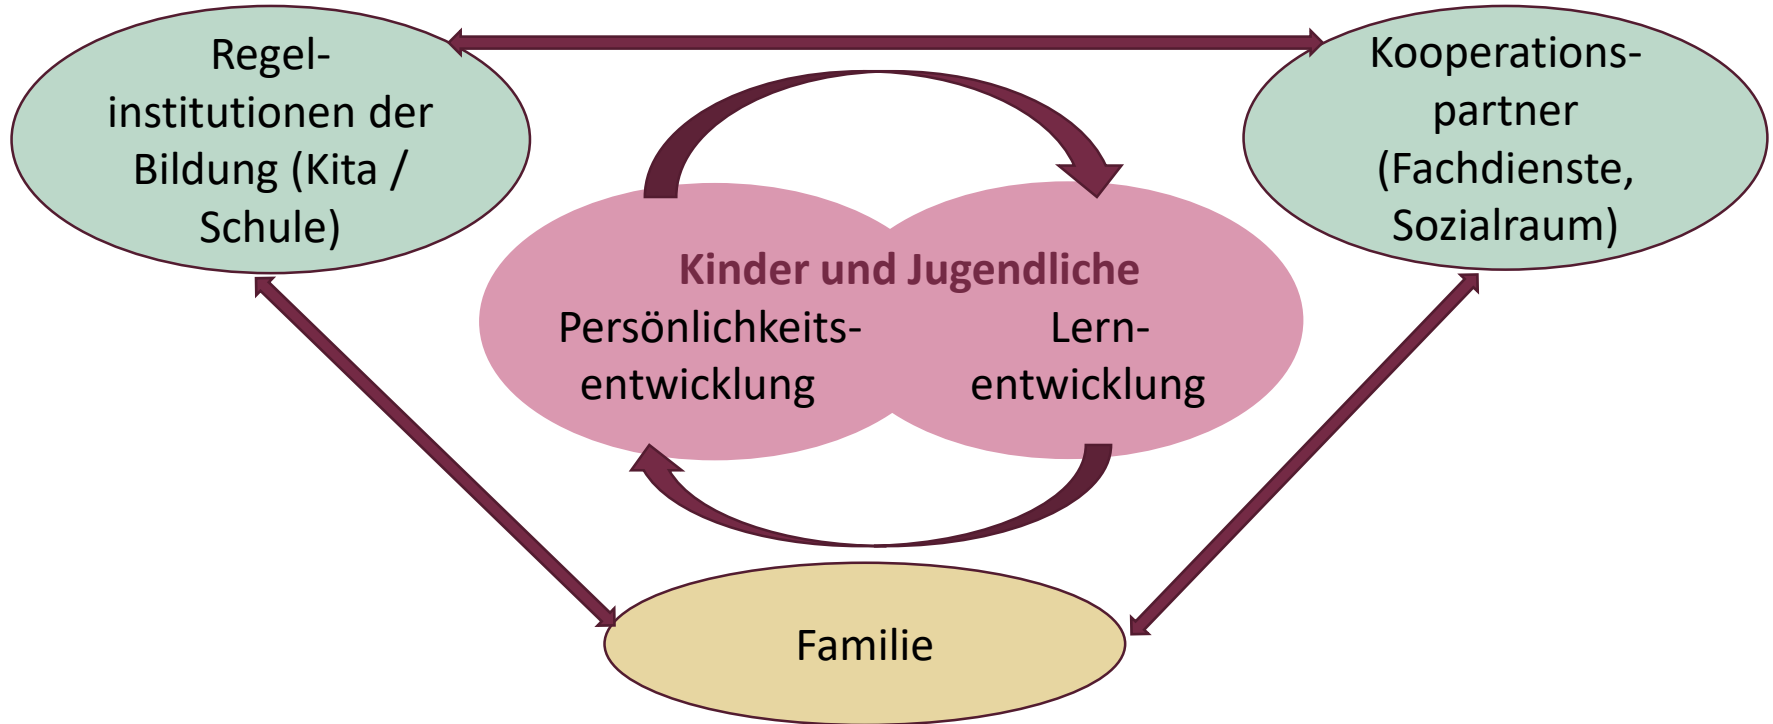 Regel-
institutionen der
Bildung (Kita /
Schule)
Kooperations-
partner
(Fachdienste,
Sozialraum)
Kinder und Jugendliche
Persönlichkeits-
entwicklung
Lern-
entwicklung
Familie